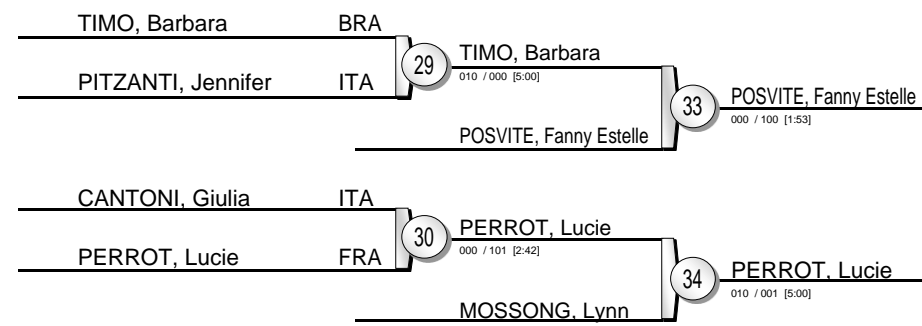 TIMO, Barbara BRA
PITZANTI, Jennifer ITA
29
TIMO, Barbara
010 / 000 [5:00]
POSVITE, Fanny Estelle
33
POSVITE, Fanny Estelle
000 / 100 [1:53]
CANTONI, Giulia ITA
PERROT, Lucie FRA
30
PERROT, Lucie
000 / 101 [2:42]
MOSSONG, Lynn
34
PERROT, Lucie
010 / 001 [5:00]